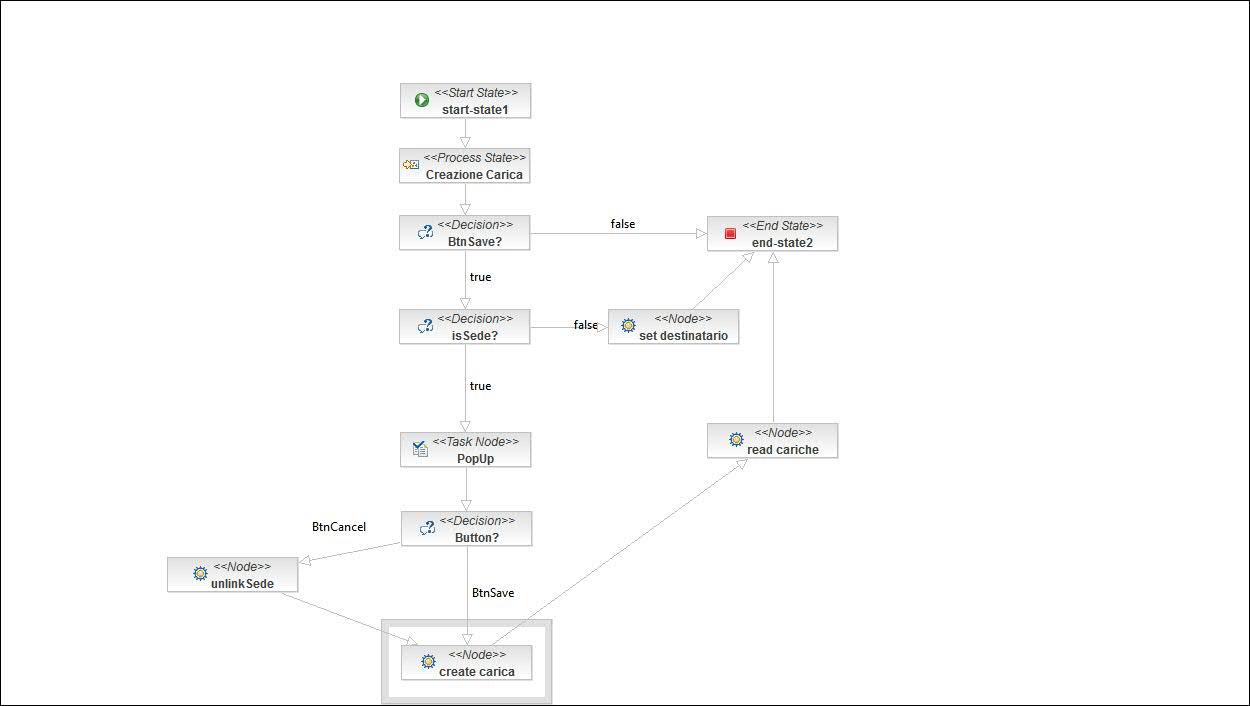 <<Start State>>
start-state1
<<Process State>>
Creazione Carica
<<Decision>>
BtnSave?
false
<<End State>>
end-state2
true
<<Decision>>
isSede?
false
<<Node>>
set destinatario
true
<<Task Node>>
PopUp
<<Node>>
read cariche
<<Decision>>
Button?
BtnCancel
<<Node>>
unlinkSede
BtnSave
<<Node>>
create carica